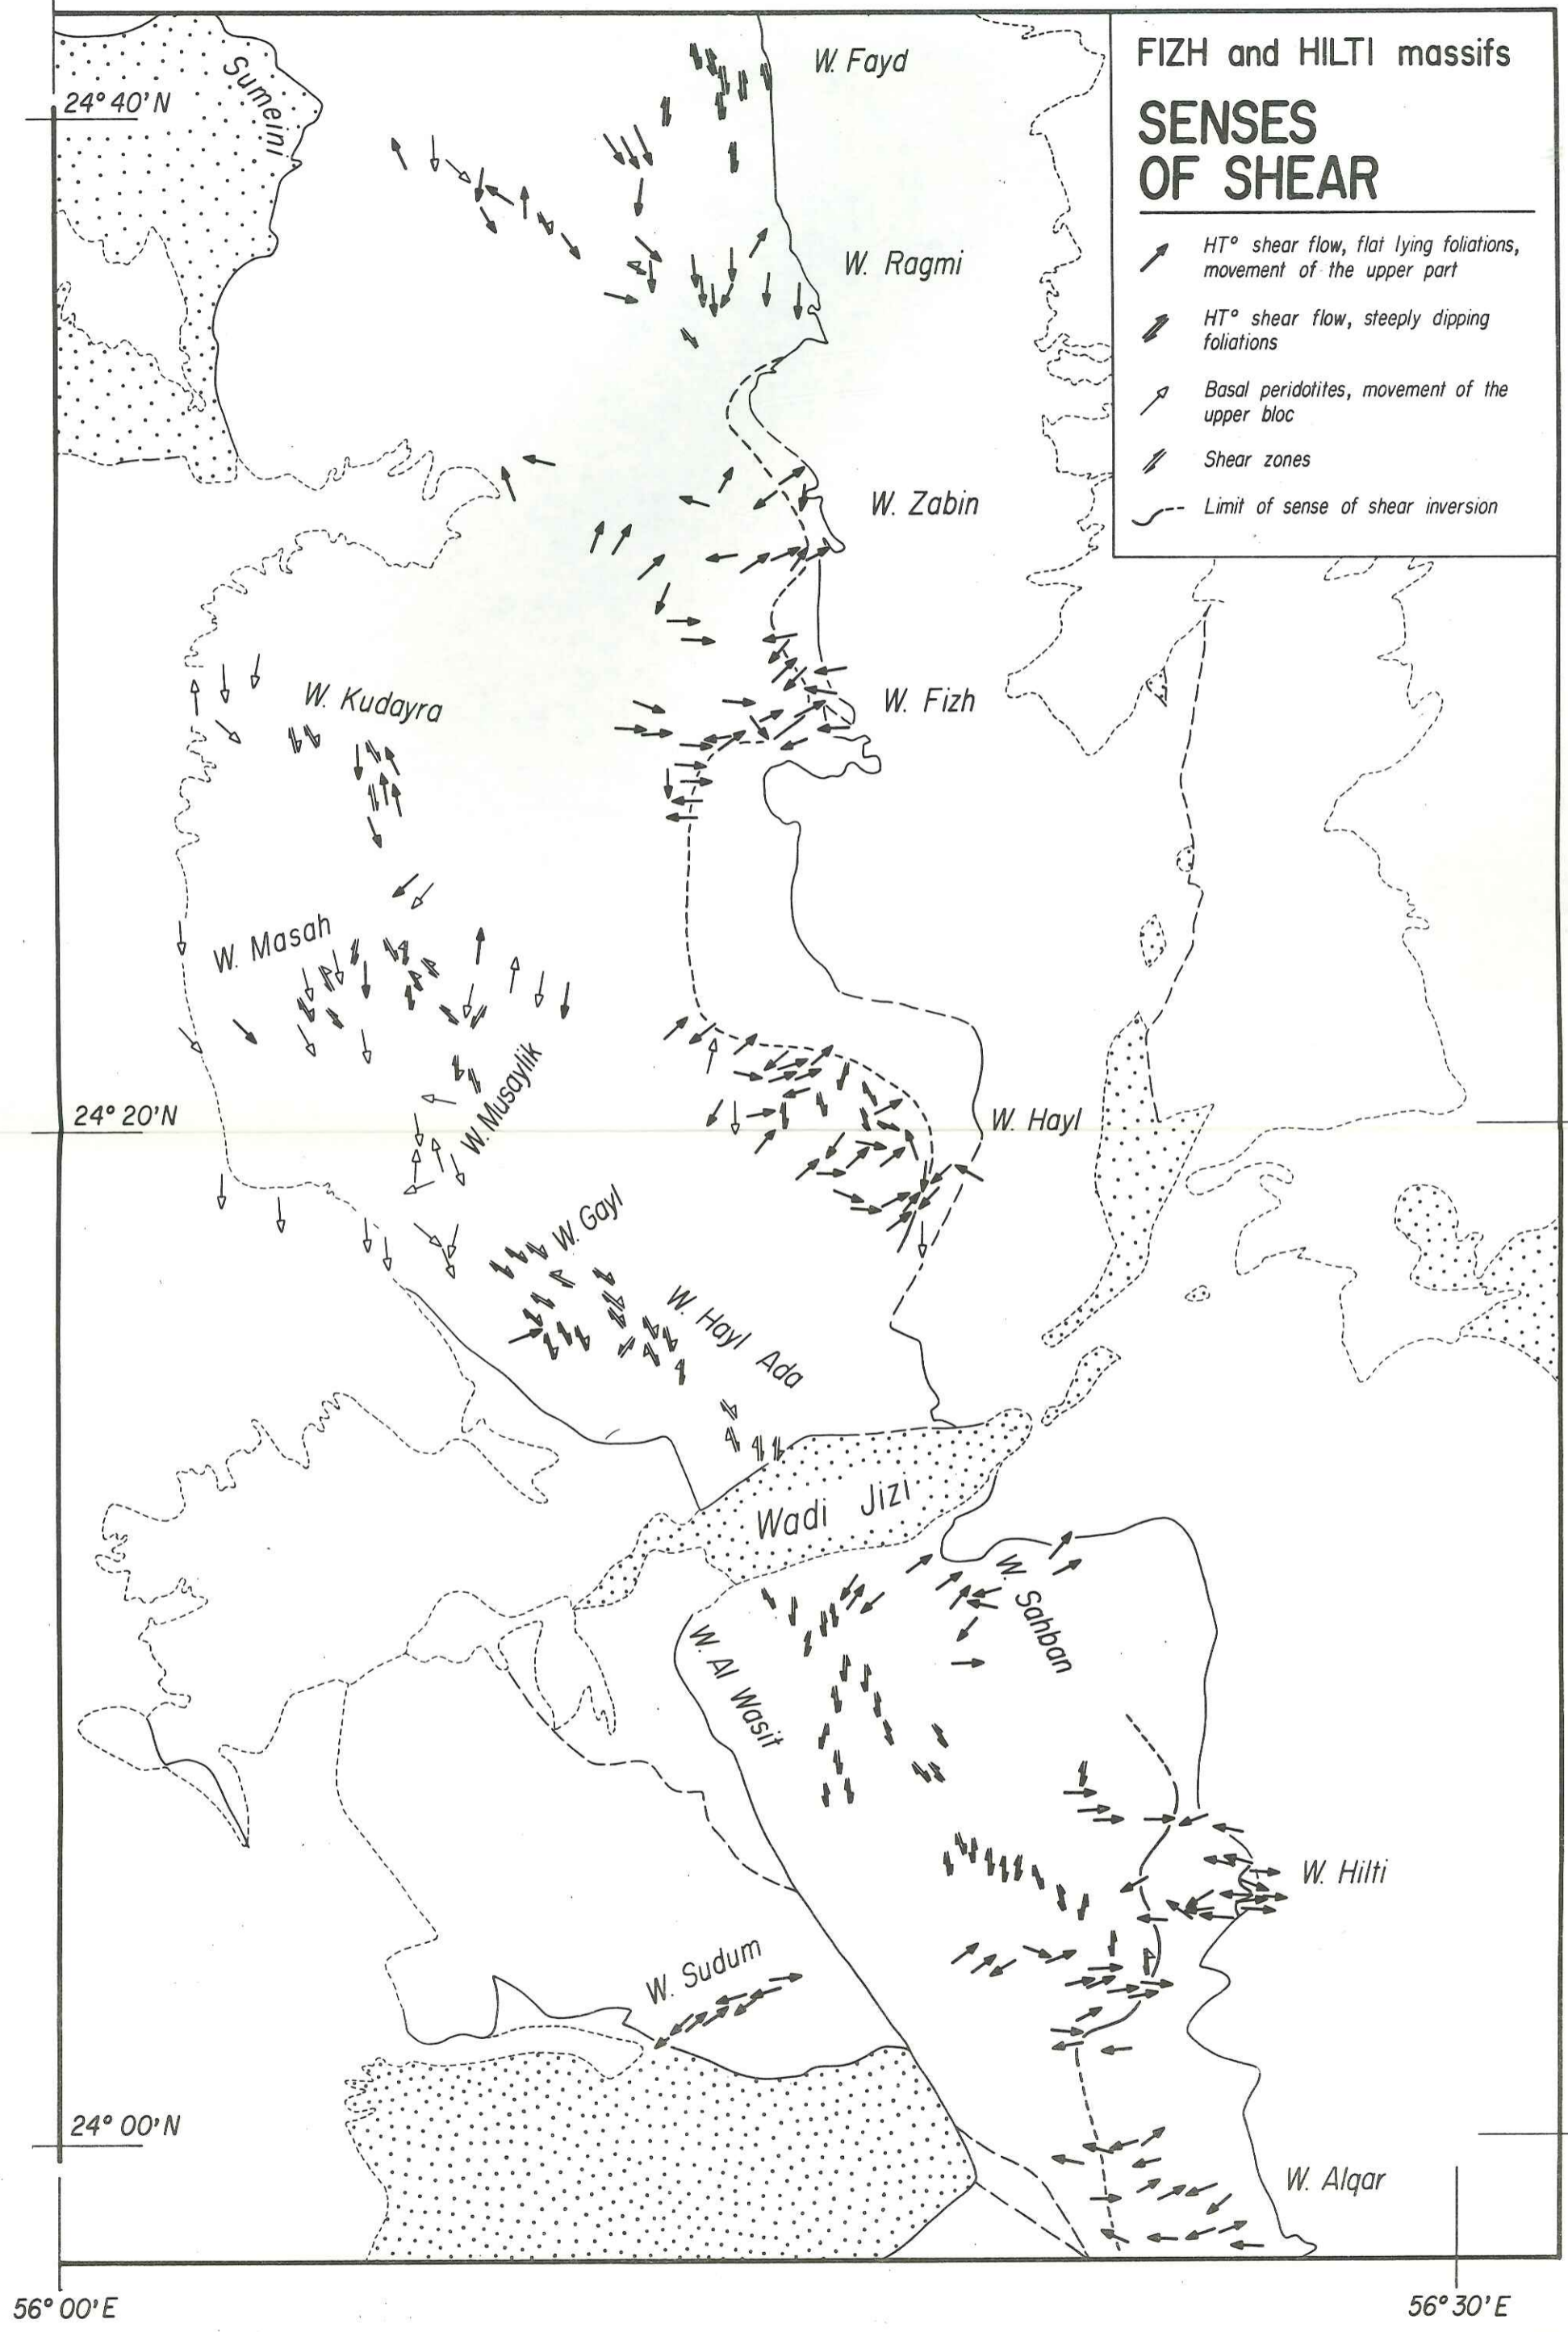 FIZH and HILTI massifs
SENSES
OF SHEAR
HT° shear flow, flat lying foliations,
movement of the upper part
HT° shear flow, steeply dipping
foliations
Basal peridotites, movement of the
upper bloc
Shear zones
Limit of sense of shear inversion
W. Fayd
Sumeini
24° 40' N
W. Ragmi
W. Zabin
W. Kudayra
W. Fizh
W. Masah
W. Musaylik
24° 20' N
W. Hayl
W. Gayl
W. Hayl Ada
Wadi Jizi
W. Sahban
W. Al Wasit
W. Hilti
W. Sudum
24° 00' N
W. Alqar
56° 00' E
56° 30' E